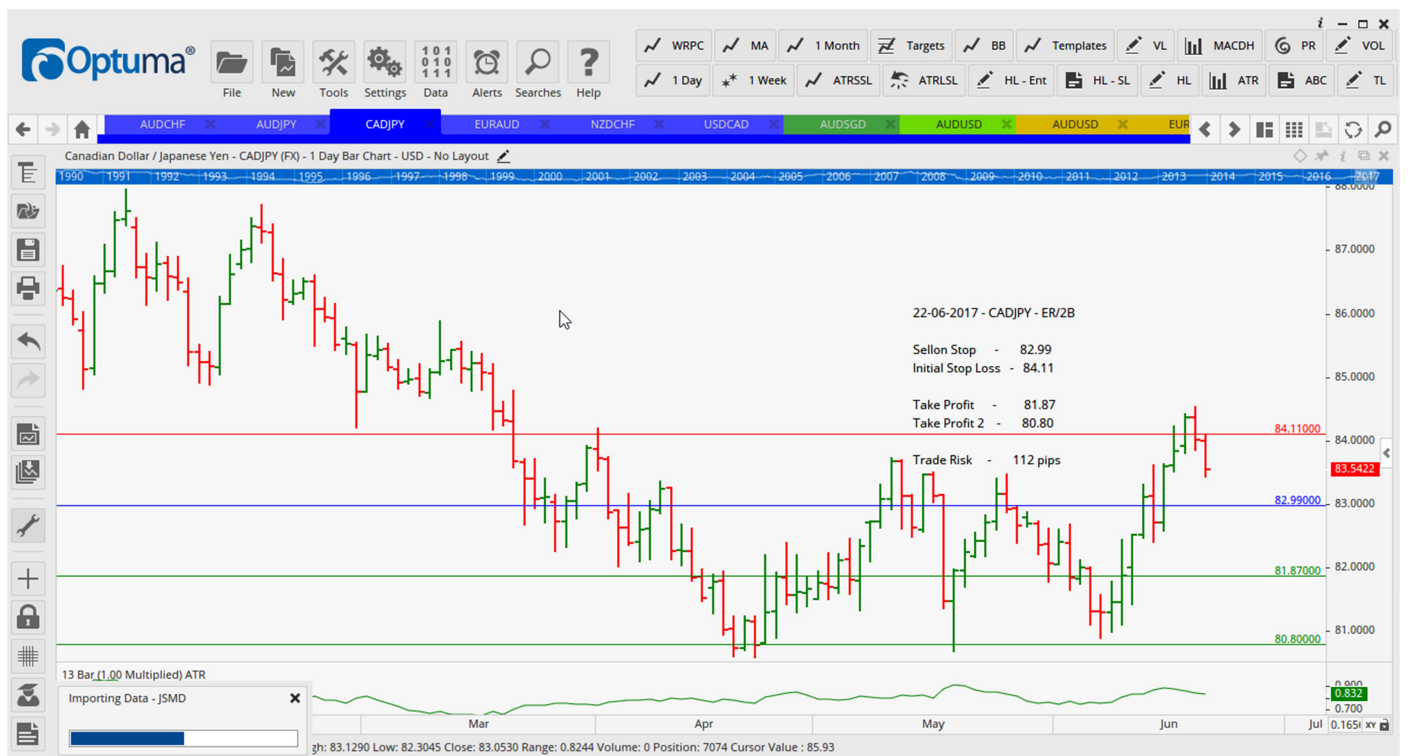 i
Optuma®
WRPC MA 1 Month Targets BB Templates VL MACDH PR VOL
101
010
111
1 Day 1 Week ATRSSL ATRLSL HL - Ent HL - SL HL ATR ABC TL
File New Tools Settings Data Alerts Searches Help
AUDCHF AUDJPY CADJPY EURAUD NZDCHF USDCAD AUDSGD AUDUSD AUDUSD EUR
Canadian Dollar / Japanese Yen - CADJPY (FX) - 1 Day Bar Chart - USD - No Layout
1990 1991 1992 1993 1994 1995 1996 1997 1998 1999 2000 2001 2002 2003 2004 2005 2006 2007 2008 2009 2010 2011 2012 2013 2014 2015 2016 2017
88.0000
87.0000
86.0000
22-06-2017 - CADJPY - ER/2B
Sellon Stop - 82.99
Initial Stop Loss - 84.11
85.0000
Take Profit - 81.87
Take Profit 2 - 80.80
84.11000
84.0000
Trade Risk - 112 pips
83.5422
82.99000
83.0000
81.87000
82.0000
81.0000
80.80000
13 Bar (1.00 Multiplied) ATR
0.900
0.832
0.700
Importing Data - JSMD
Mar Apr May Jun Jul 0.165 XY
gh: 83.1290 Low: 82.3045 Close: 83.0530 Range: 0.8244 Volume: 0 Position: 7074 Cursor Value : 85.93